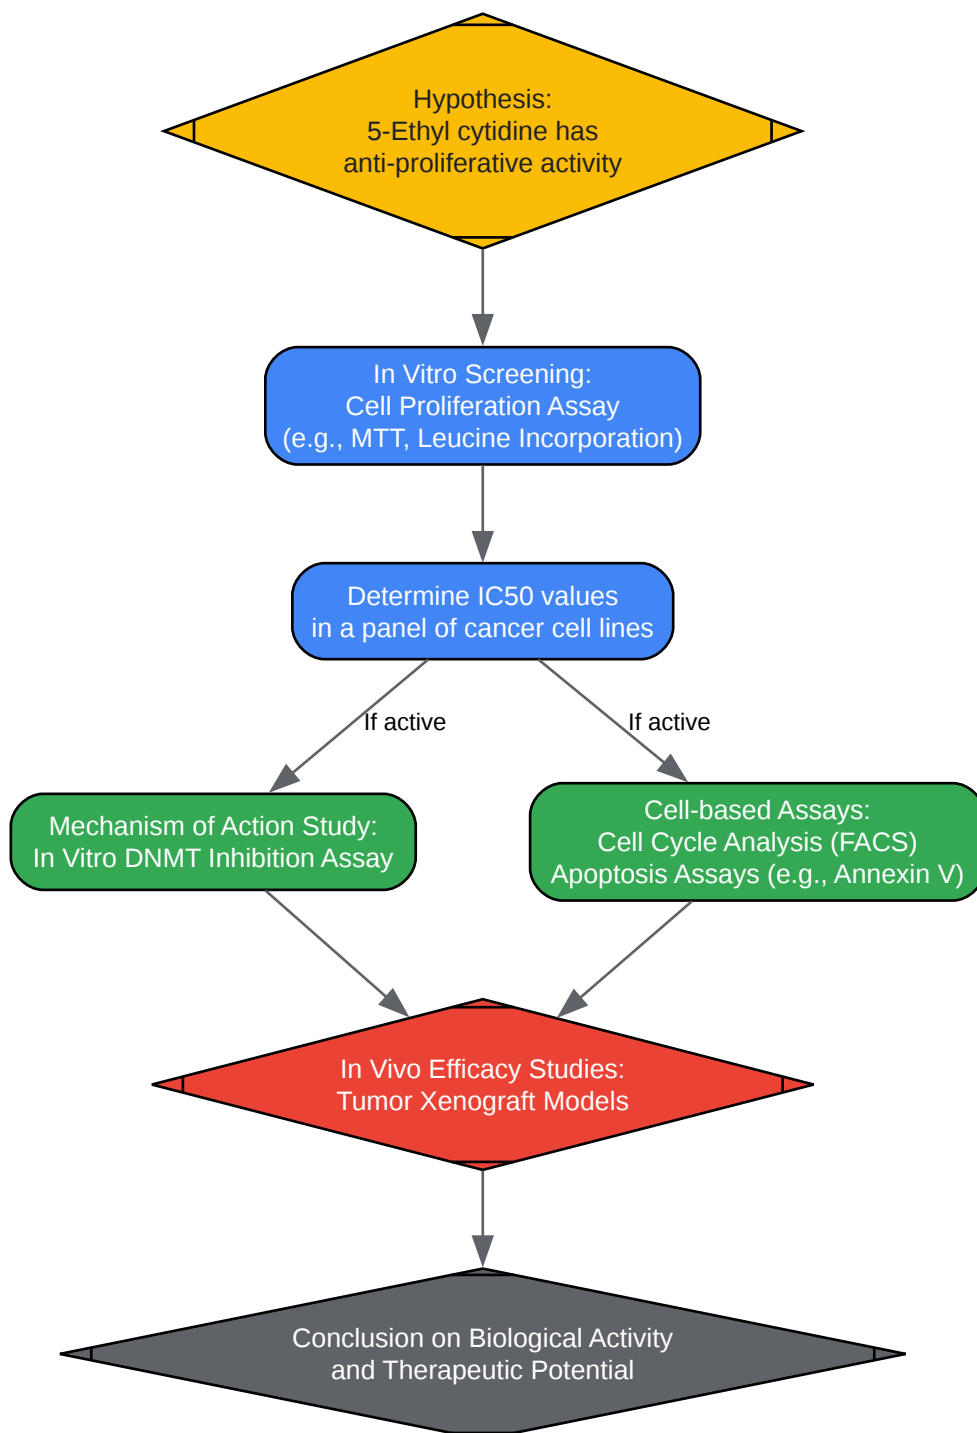 Hypothesis:
5-Ethyl cytidine has
anti-proliferative activity
In Vitro Screening:
Cell Proliferation Assay
(e.g., MTT, Leucine Incorporation)
Determine IC50 values
in a panel of cancer cell lines
If active
If active
Mechanism of Action Study:
In Vitro DNMT Inhibition Assay
Cell-based Assays:
Cell Cycle Analysis (FACS)
Apoptosis Assays (e.g., Annexin V)
In Vivo Efficacy Studies:
Tumor Xenograft Models
Conclusion on Biological Activity
and Therapeutic Potential